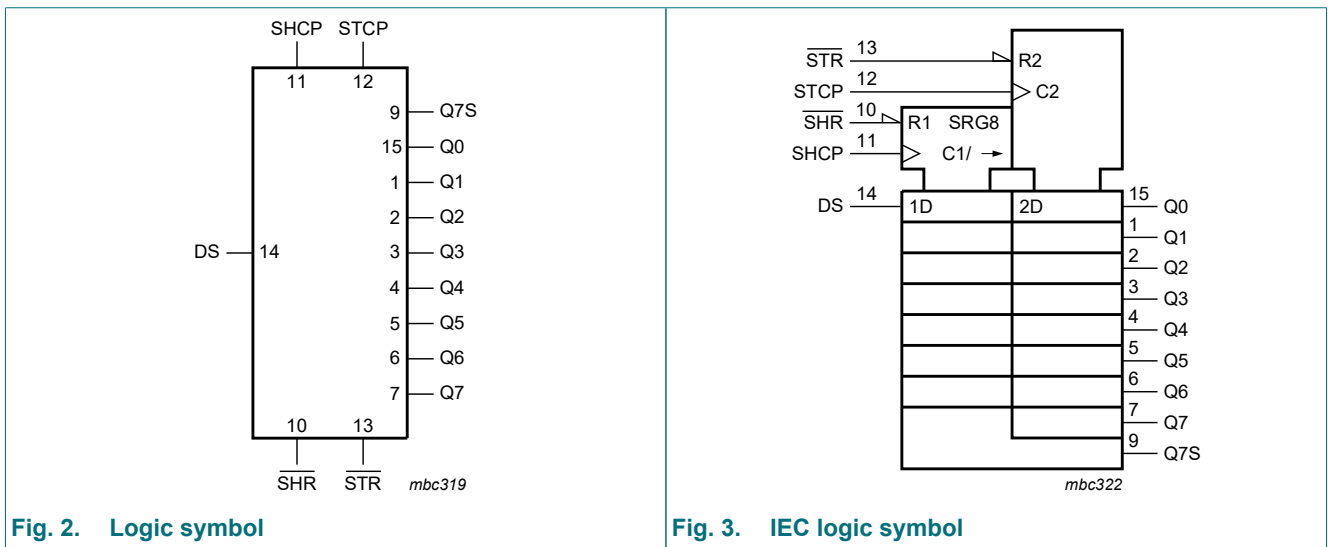 SHCP STCP
11 12
9 Q7S
15 Q0
1 Q1
2 Q2
DS 14 3 Q3
4 Q4
5 Q5
6 Q6
7 Q7
10 13
SHR STR mbc319
Fig. 2. Logic symbol
STR 13 R2
STCP 12 C2
SHR 10 R1 SRG8
SHCP 11 C1/ →
DS 14 1D 2D 15 Q0
1 Q1
2 Q2
3 Q3
4 Q4
5 Q5
6 Q6
7 Q7
9 Q7S
mbc322
Fig. 3. IEC logic symbol